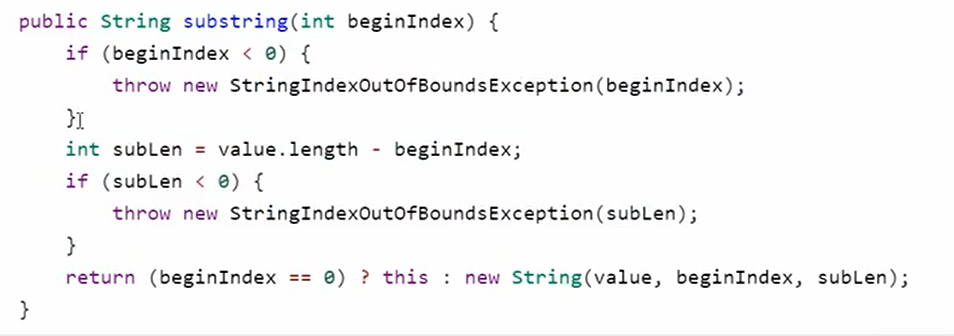 public String substring(int beginIndex) {
    if (beginIndex < 0) {
        throw new StringIndexOutOfBoundsException(beginIndex);
    }
    int subLen = value.length - beginIndex;
    if (subLen < 0) {
        throw new StringIndexOutOfBoundsException(subLen);
    }
    return (beginIndex == 0) ? this : new String(value, beginIndex, subLen);
}